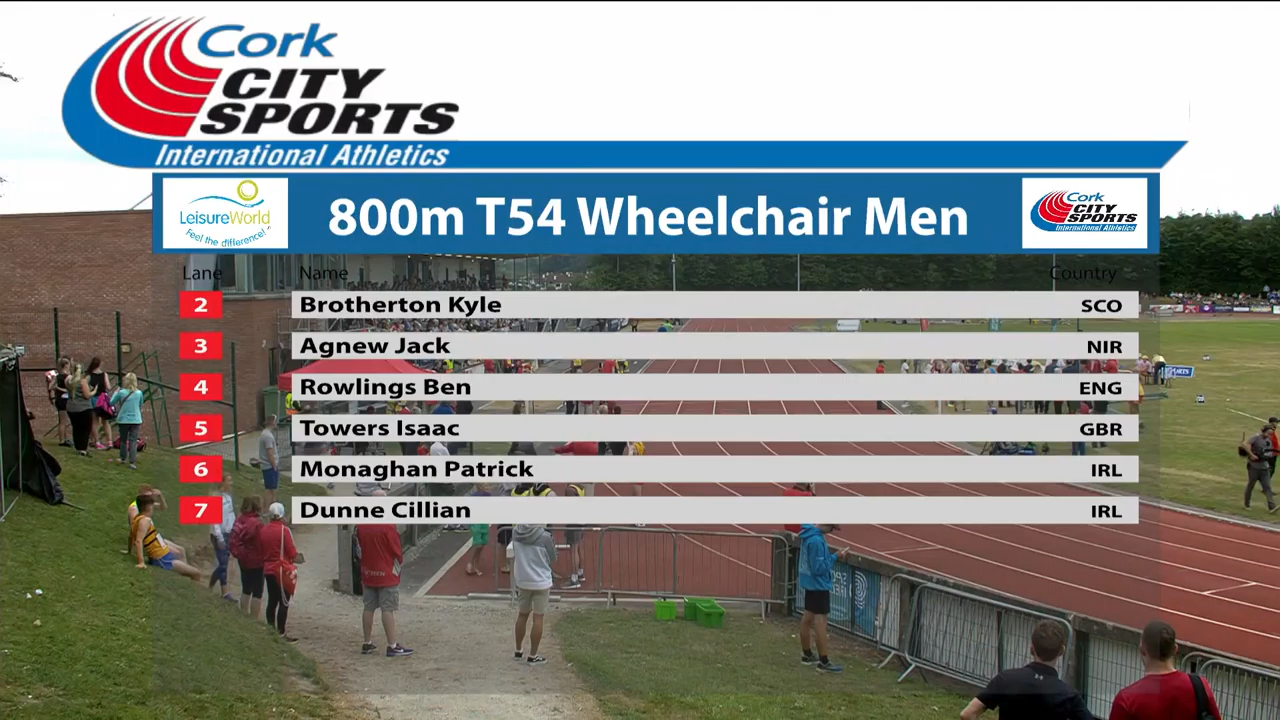 Cork
CITY
SPORTS
International Athletics
LeisureWorld
Feel the difference!
800m T54 Wheelchair Men
Cork
CITY
SPORTS
International Athletics
Lane Name Country
2 Brotherton Kyle SCO
3 Agnew Jack NIR
4 Rowlings Ben ENG
5 Towers Isaac GBR
6 Monaghan Patrick IRL
7 Dunne Cillian IRL